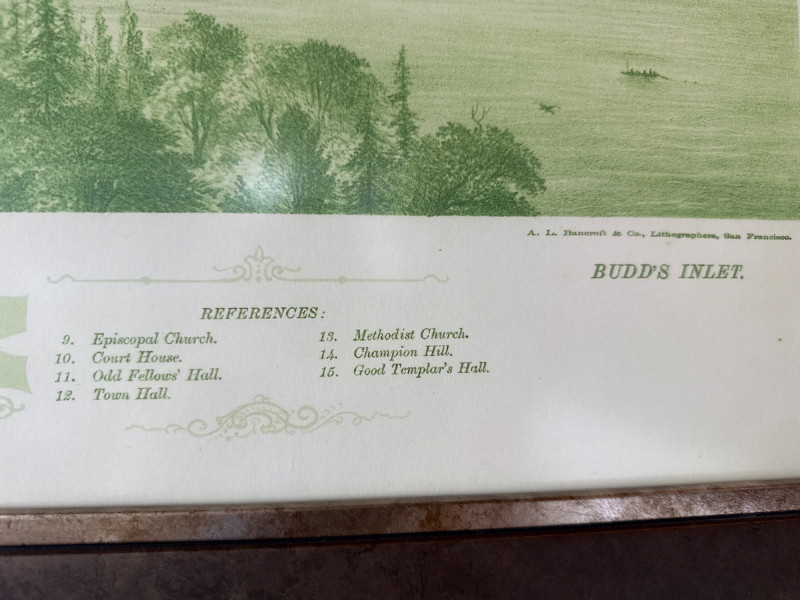 A. L. Bancroft & Co., Lithographers, San Francisco.
BUDD'S INLET.
REFERENCES:
9. Episcopal Church.
10. Court House.
11. Odd Fellows' Hall.
12. Town Hall.
13. Methodist Church.
14. Champion Hill.
15. Good Templar's Hall.